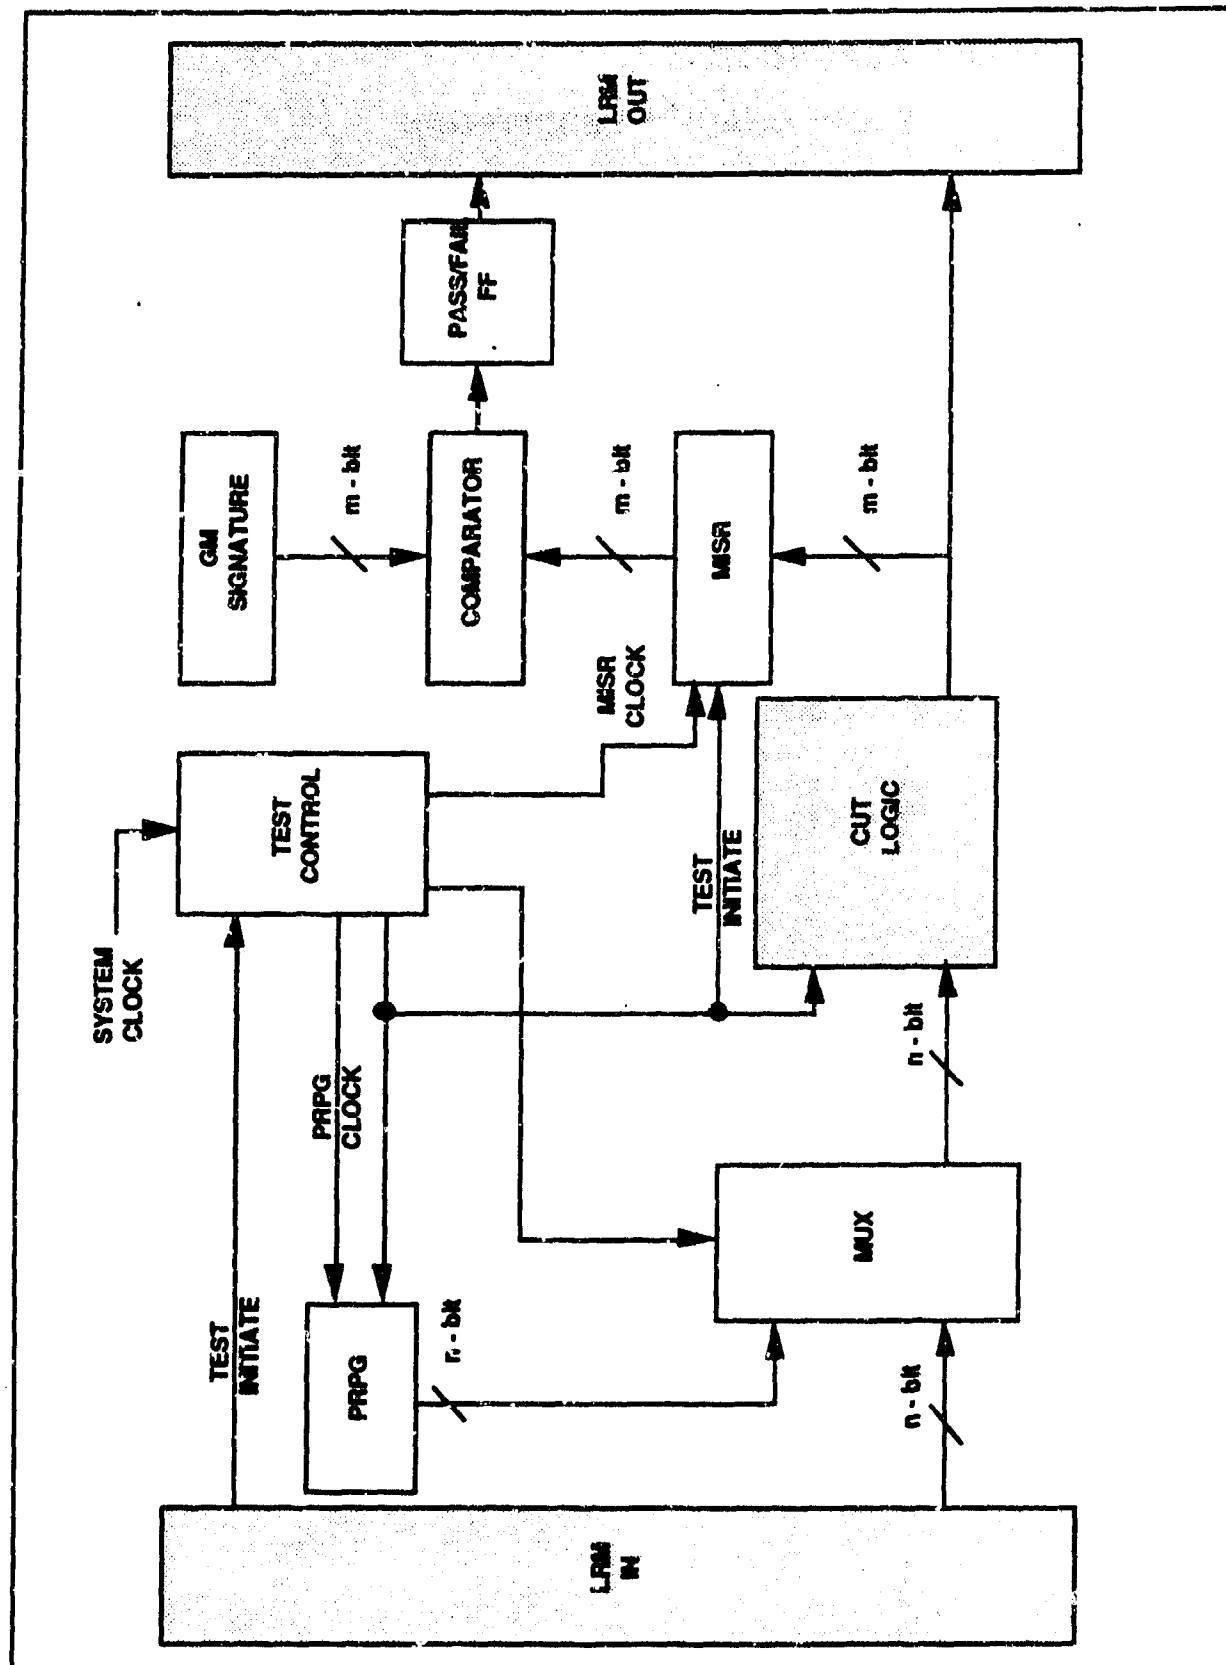 LRM
IN
TEST
INITIATE
SYSTEM
CLOCK
TEST
CONTROL
GM
SIGNATURE
LRM
OUT
PRPG
PRPG
CLOCK
n - bit
m - bit
COMPARATOR
PASS/FAIL
FF
MISR
CLOCK
m - bit
TEST
INITIATE
MISR
n - bit
MUX
n - bit
CUT
LOGIC
m - bit